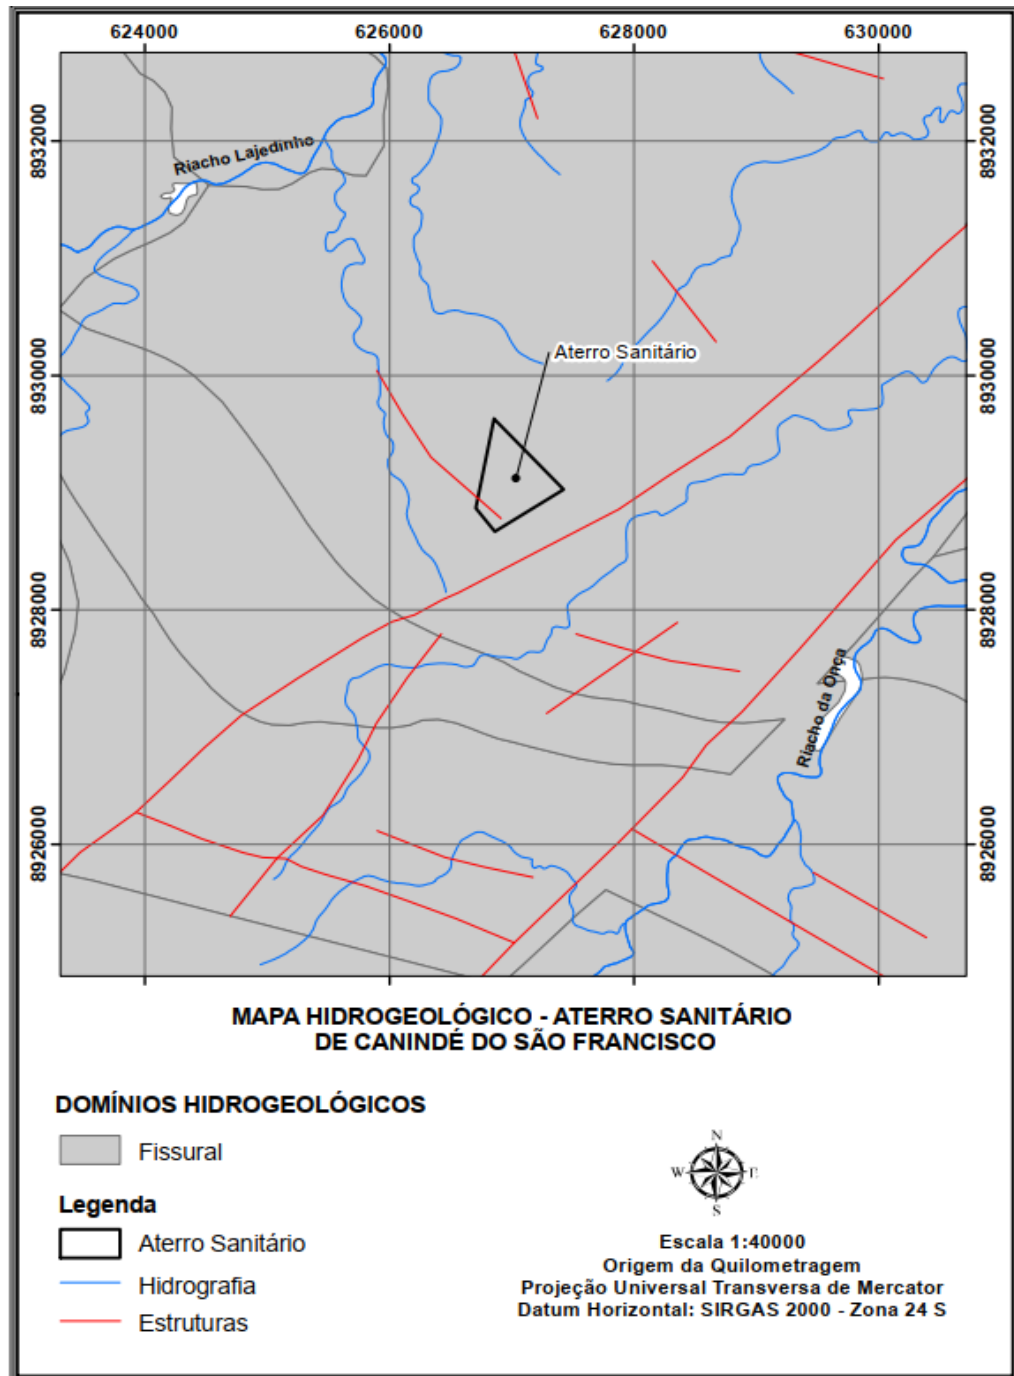 624000 626000 628000 630000
8932000 8932000
Riacho Lajedinho
Aterro Sanitário
8930000 8930000
8928000 8928000
Riacho da Onça
8926000 8926000
MAPA HIDROGEOLÓGICO - ATERRO SANITÁRIO
DE CANINDÉ DO SÃO FRANCISCO
DOMÍNIOS HIDROGEOLÓGICOS
Fissural
Legenda
Aterro Sanitário
Hidrografia
Estruturas
N
W E
S
Escala 1:40000
Origem da Quilometragem
Projeção Universal Transversa de Mercator
Datum Horizontal: SIRGAS 2000 - Zona 24 S